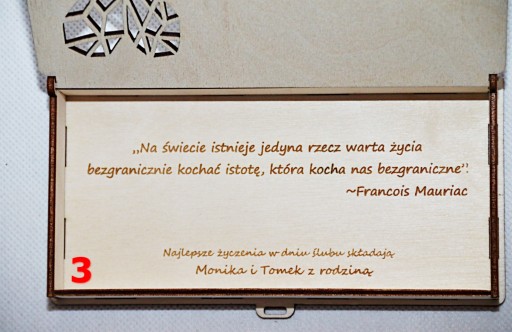 „Na świecie istnieje jedyna rzecz warta życia
bezgranicznie kochać istotę, która kocha nas bezgraniczne”.
~Francois Mauriac
Najlepsze życzenia w dniu ślubu składają
Monika i Tomek z rodziną
3